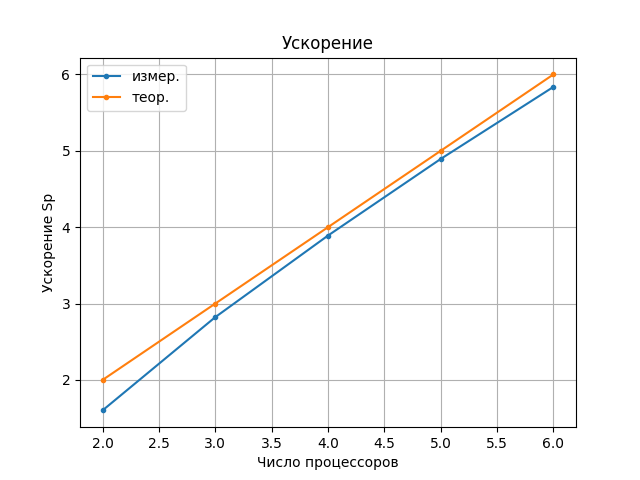 Ускорение
измер.
теор.
Ускорение Sp
6
5
4
3
2
2.0 2.5 3.0 3.5 4.0 4.5 5.0 5.5 6.0
Число процессоров